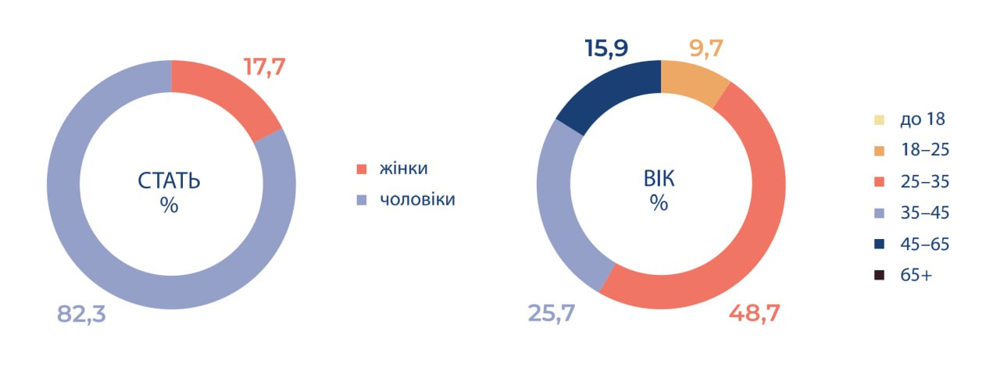 17,7
СТАТЬ
%
82,3
жінки
чоловіки
15,9
9,7
ВІК
%
25,7
48,7
до 18
18–25
25–35
35–45
45–65
65+